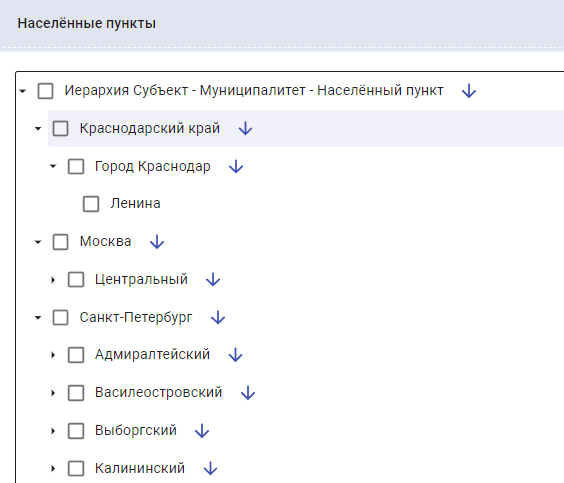 Населённые пункты
Иерархия Субъект - Муниципалитет - Населённый пункт
Краснодарский край
Город Краснодар
Ленина
Москва
Центральный
Санкт-Петербург
Адмиралтейский
Василеостровский
Выборгский
Калининский